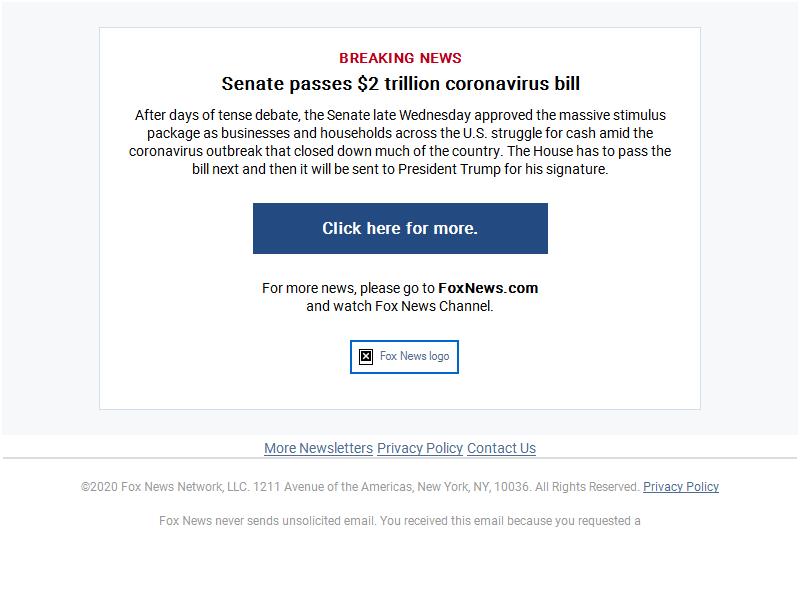 BREAKING NEWS
Senate passes $2 trillion coronavirus bill
After days of tense debate, the Senate late Wednesday approved the massive stimulus
package as businesses and households across the U.S. struggle for cash amid the
coronavirus outbreak that closed down much of the country. The House has to pass the
bill next and then it will be sent to President Trump for his signature.
Click here for more.
For more news, please go to FoxNews.com
and watch Fox News Channel.
Fox News logo
More Newsletters Privacy Policy Contact Us
©2020 Fox News Network, LLC. 1211 Avenue of the Americas, New York, NY, 10036. All Rights Reserved. Privacy Policy
Fox News never sends unsolicited email. You received this email because you requested a